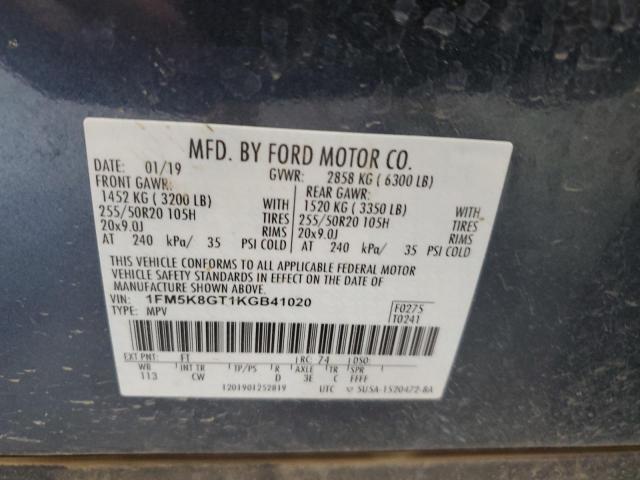 MFD. BY FORD MOTOR CO.
DATE: 01/19 GVWR: 2858 KG ( 6300 LB)
FRONT GAWR: REAR GAWR:
1452 KG ( 3200 LB) WITH 1520 KG ( 3350 LB) WITH
255/50R20 105H TIRES 255/50R20 105H TIRES
20x9.0J RIMS 20x9.0J RIMS
AT 240 kPa/ 35 PSI COLD AT 240 kPa/ 35 PSI COLD
THIS VEHICLE CONFORMS TO ALL APPLICABLE FEDERAL MOTOR
VEHICLE SAFETY STANDARDS IN EFFECT ON THE DATE OF
MANUFACTURE SHOWN ABOVE.
VIN: 1FM5K8GT1KGB41020 F0275
TYPE: MPV T0241
EXT PNT: FT RC: 74 DSO:
WB INT TR TP/PS R AXLE TR SPR
113 CW D 3E C FFFF
1201901252819 UTC 5USA-1520472-BA